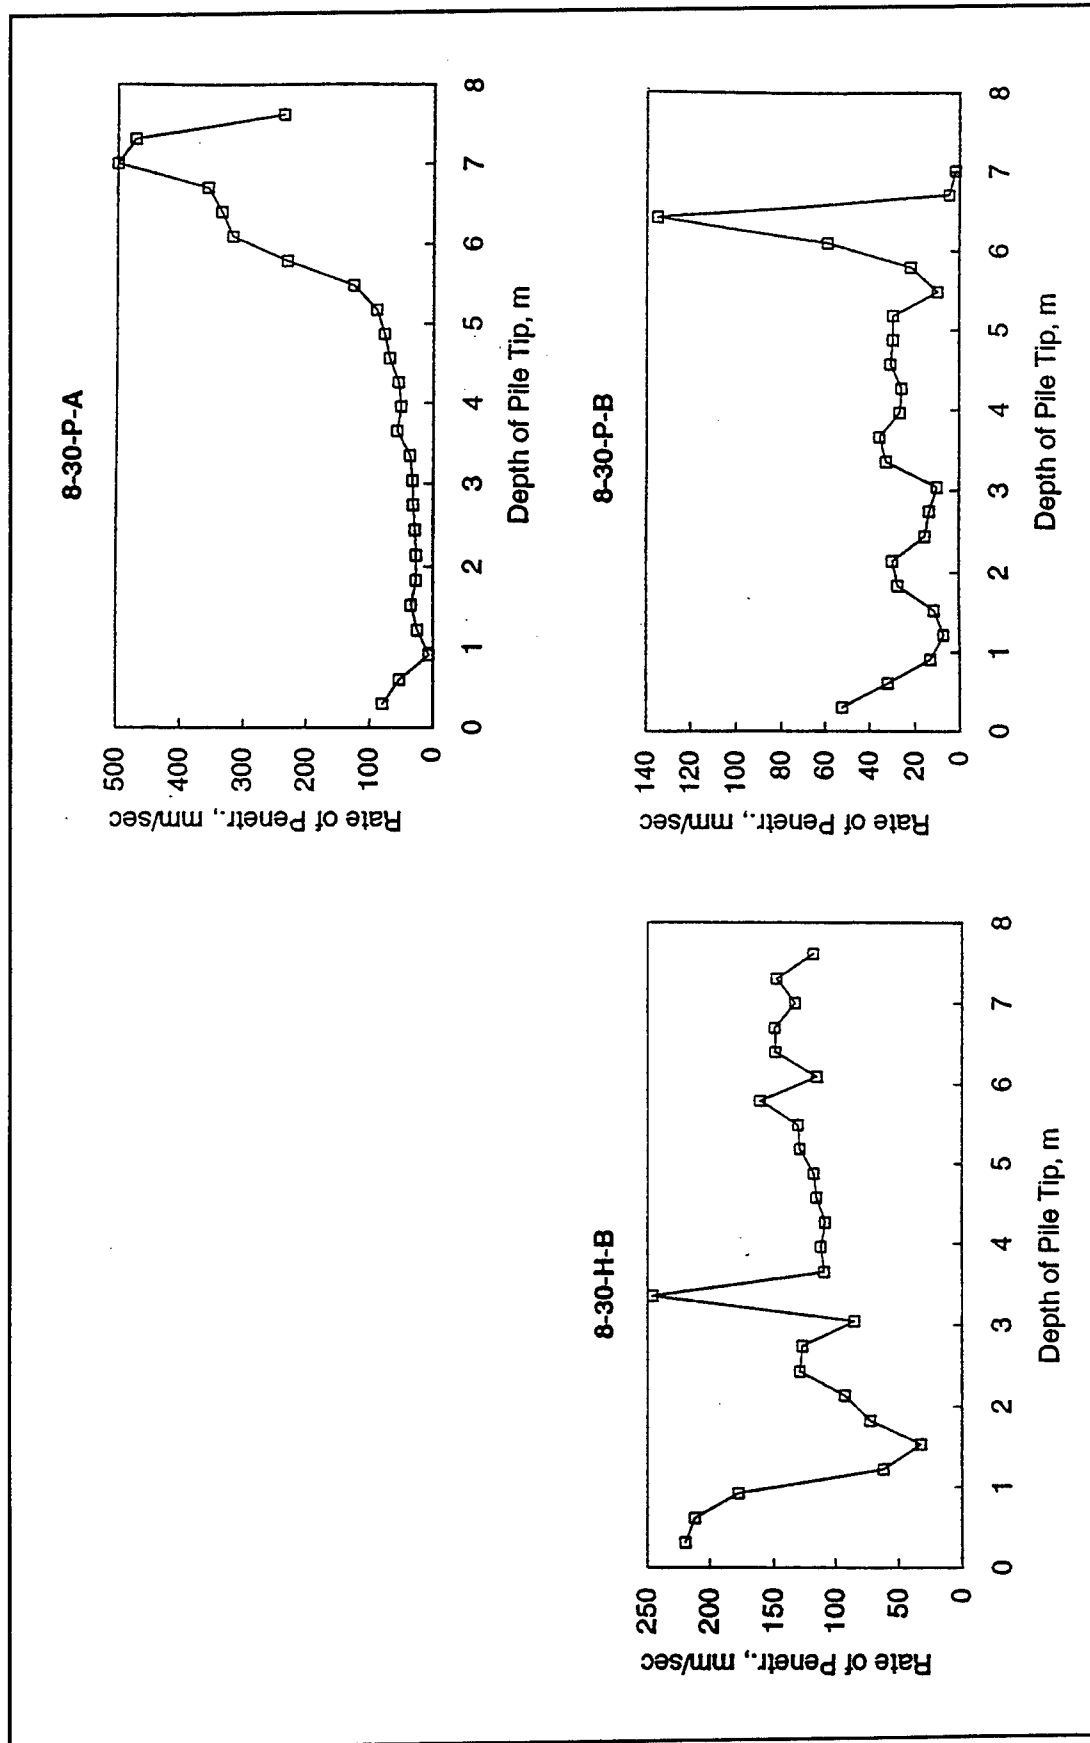 8-30-P-A
500
400
300
200
100
0
Rate of Penetr., mm/sec
0 1 2 3 4 5 6 7 8
Depth of Pile Tip, m
8-30-H-B
250
200
150
100
50
0
Rate of Penetr., mm/sec
0 1 2 3 4 5 6 7 8
Depth of Pile Tip, m
8-30-P-B
140
120
100
80
60
40
20
0
Rate of Penetr., mm/sec
0 1 2 3 4 5 6 7 8
Depth of Pile Tip, m